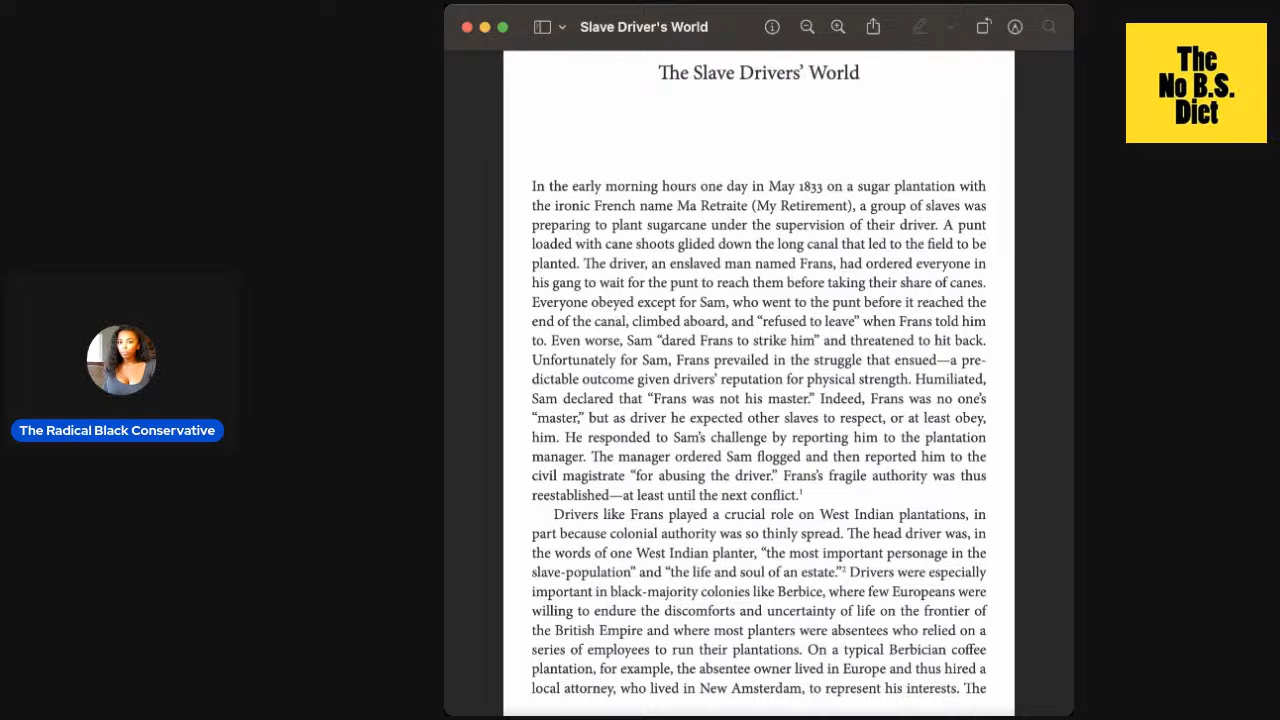 Slave Driver's World
The
No B.S.
Diet
The Slave Drivers’ World
In the early morning hours one day in May 1833 on a sugar plantation with
the ironic French name Ma Retraite (My Retirement), a group of slaves was
preparing to plant sugarcane under the supervision of their driver. A punt
loaded with cane shoots glided down the long canal that led to the field to be
planted. The driver, an enslaved man named Frans, had ordered everyone in
his gang to wait for the punt to reach them before taking their share of canes.
Everyone obeyed except for Sam, who went to the punt before it reached the
end of the canal, climbed aboard, and “refused to leave” when Frans told him
to. Even worse, Sam “dared Frans to strike him” and threatened to hit back.
Unfortunately for Sam, Frans prevailed in the struggle that ensued—a pre-
dictable outcome given drivers’ reputation for physical strength. Humiliated,
Sam declared that “Frans was not his master.” Indeed, Frans was no one’s
“master,” but as driver he expected other slaves to respect, or at least obey,
him. He responded to Sam’s challenge by reporting him to the plantation
manager. The manager ordered Sam flogged and then reported him to the
civil magistrate “for abusing the driver.” Frans’s fragile authority was thus
reestablished—at least until the next conflict.¹
Drivers like Frans played a crucial role on West Indian plantations, in
part because colonial authority was so thinly spread. The head driver was, in
the words of one West Indian planter, “the most important personage in the
slave-population” and “the life and soul of an estate.”² Drivers were especially
important in black-majority colonies like Berbice, where few Europeans were
willing to endure the discomforts and uncertainty of life on the frontier of
the British Empire and where most planters were absentees who relied on a
series of employees to run their plantations. On a typical Berbician coffee
plantation, for example, the absentee owner lived in Europe and thus hired a
local attorney, who lived in New Amsterdam, to represent his interests. The
The Radical Black Conservative